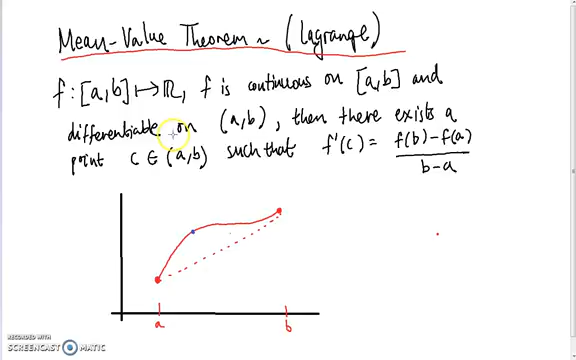 Mean-Value Theorem ~ (Lagrange)
f : [a,b] ↦ ℝ, f is continuous on [a,b] and
differentiable on (a,b), then there exists a
point c ∈ (a,b) such that f'(c) = f(b)-f(a) / b-a
a b
RECORDED WITH
SCREENCAST MATIC